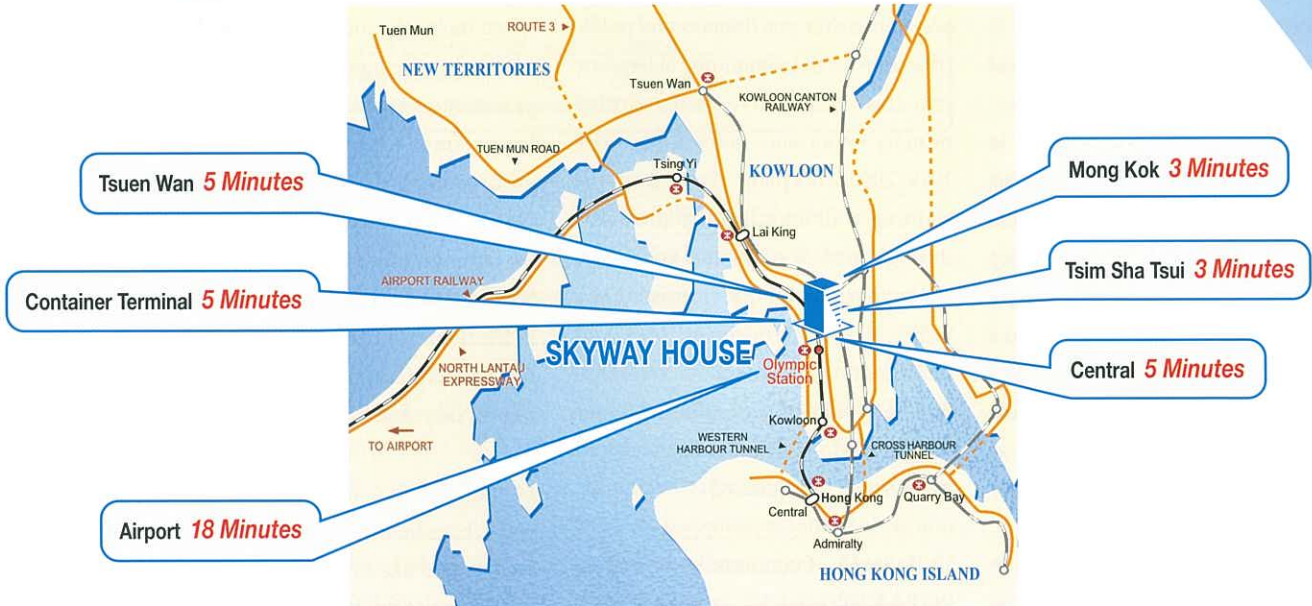 Tuen Mun
ROUTE 3
NEW TERRITORIES
Tsuen Wan
KOWLOON CANTON
RAILWAY
TUEN MUN ROAD
Tsing Yi
KOWLOON
Lai King
Tsuen Wan 5 Minutes
Mong Kok 3 Minutes
Container Terminal 5 Minutes
AIRPORT RAILWAY
Tsim Sha Tsui 3 Minutes
SKYWAY HOUSE
NORTH LANTAU
EXPRESSWAY
Olympic
Station
Central 5 Minutes
TO AIRPORT
Kowloon
WESTERN
HARBOUR TUNNEL
CROSS HARBOUR
TUNNEL
Airport 18 Minutes
Hong Kong
Central
Quarry Bay
Admiralty
HONG KONG ISLAND